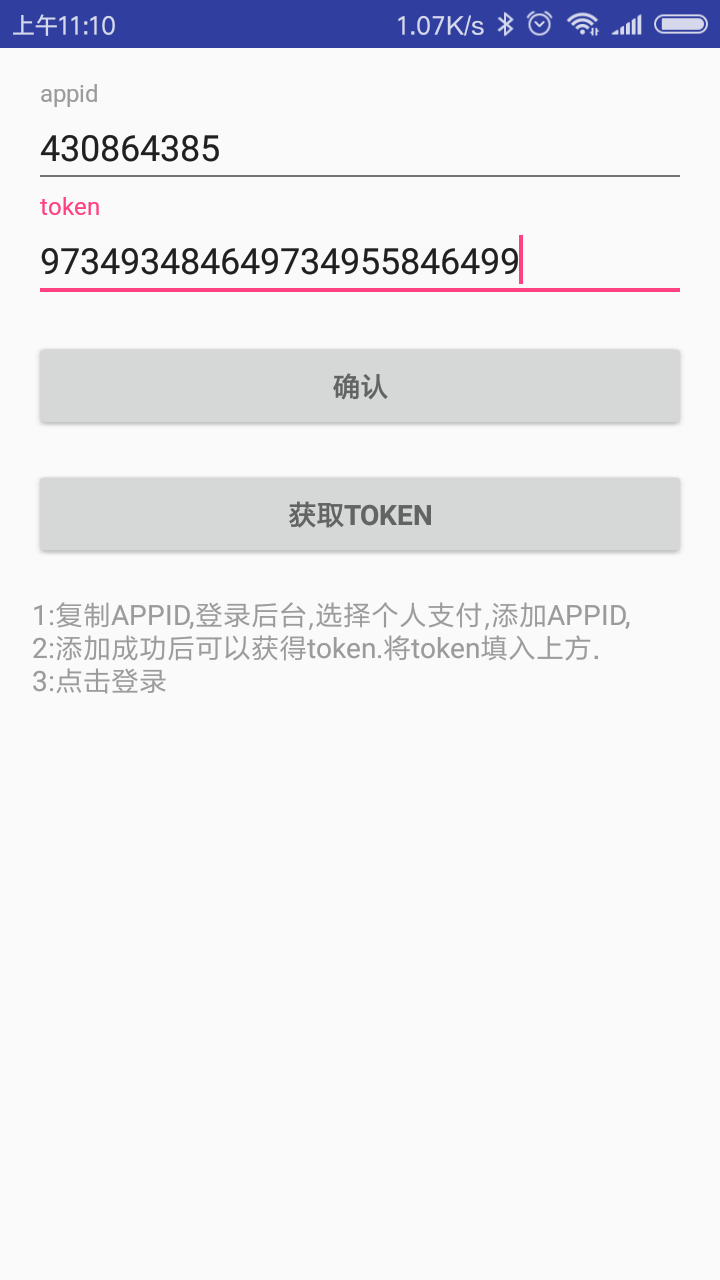 上午11:10 1.07K/s
appid
430864385
token
973493484649734955846499
确认
获取TOKEN
1:复制APPID,登录后台,选择个人支付,添加APPID,
2:添加成功后可以获得token.将token填入上方.
3:点击登录